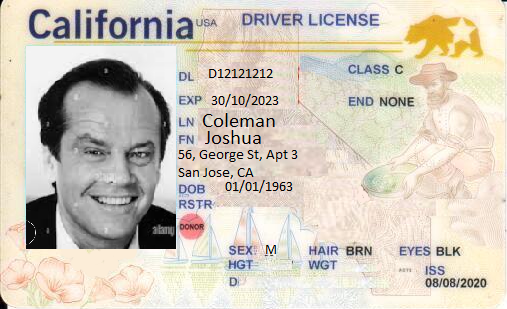 California USA DRIVER LICENSE
DL D12121212 CLASS C
EXP 30/10/2023 END NONE
LN Coleman
FN Joshua
56, George St, Apt 3
San Jose, CA
DOB 01/01/1963
RSTR
DONOR
alamy
SEX M HAIR BRN EYES BLK
HGT WGT ISS
D 08/08/2020